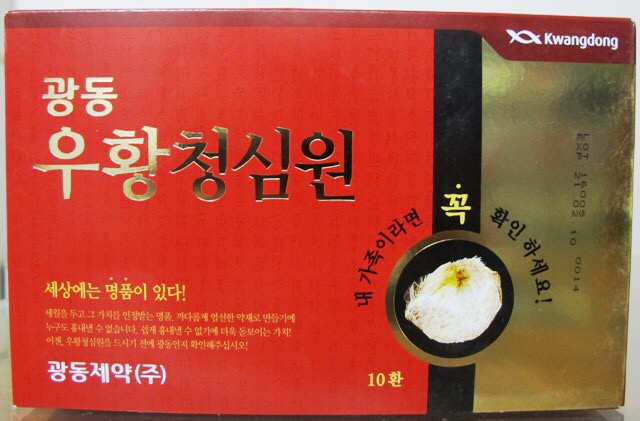 Kwangdong
광동
우황청심원
LOT 16009
EXP 21.02.10 0014
내 가족이라면 꼭 확인 하세요!
세상에는 명품이 있다!
세월을 두고 그 가치를 인정받는 명품, 까다롭게 엄선한 약재로 만들기에
누구도 흉내낼 수 없습니다. 쉽게 흉내낼 수 없기에 더욱 돋보이는 가치!
이젠, 우황청심원을 드시기 전에 광동인지 확인해주십시오!
광동제약(주)
10환